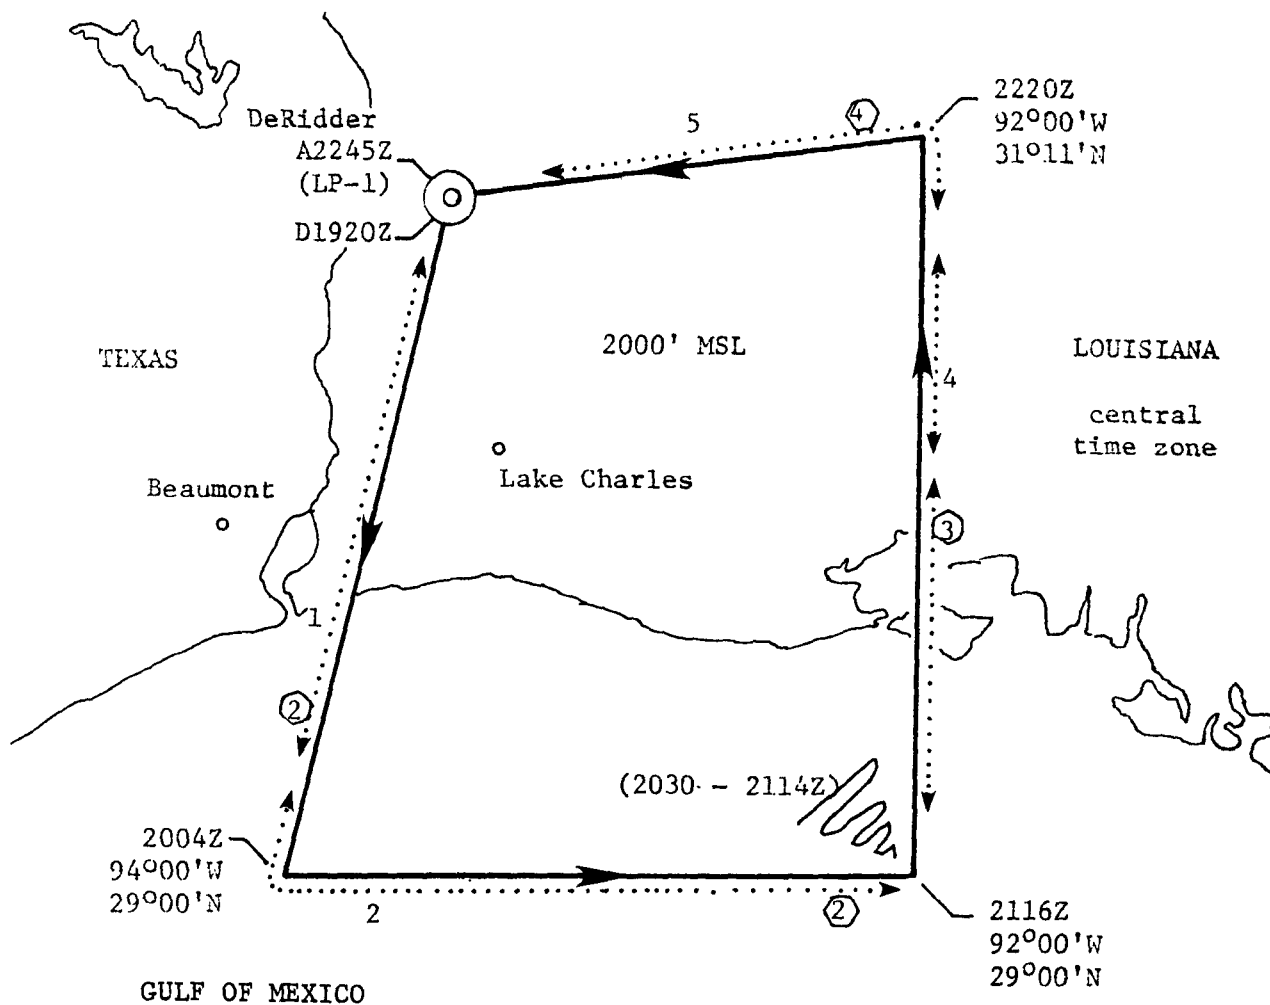 2220Z
92°00'W
31°11'N
4
5
DeRidder
A2245Z
(LP-1)
D1920Z
TEXAS
2000' MSL
LOUISIANA
4
central
time zone
Beaumont
Lake Charles
3
1
2
(2030 - 2114Z)
2004Z
94°00'W
29°00'N
2
2
2116Z
92°00'W
29°00'N
GULF OF MEXICO